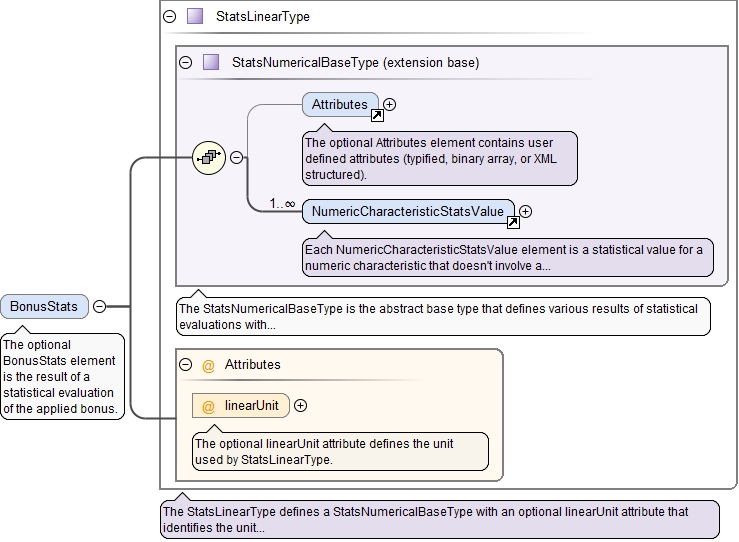 StatsLinearType
StatsNumericalBaseType (extension base)
Attributes
The optional Attributes element contains user
defined attributes (typified, binary array, or XML
structured).
1..∞
NumericCharacteristicStatsValue
Each NumericCharacteristicStatsValue element is a statistical value for a
numeric characteristic that doesn't involve a...
BonusStats
The StatsNumericalBaseType is the abstract base type that defines various results of statistical
evaluations with...
The optional
BonusStats element
is the result of a
statistical evaluation
of the applied bonus.
@ Attributes
@ linearUnit
The optional linearUnit attribute defines the unit
used by StatsLinearType.
The StatsLinearType defines a StatsNumericalBaseType with an optional linearUnit attribute that
identifies the unit...